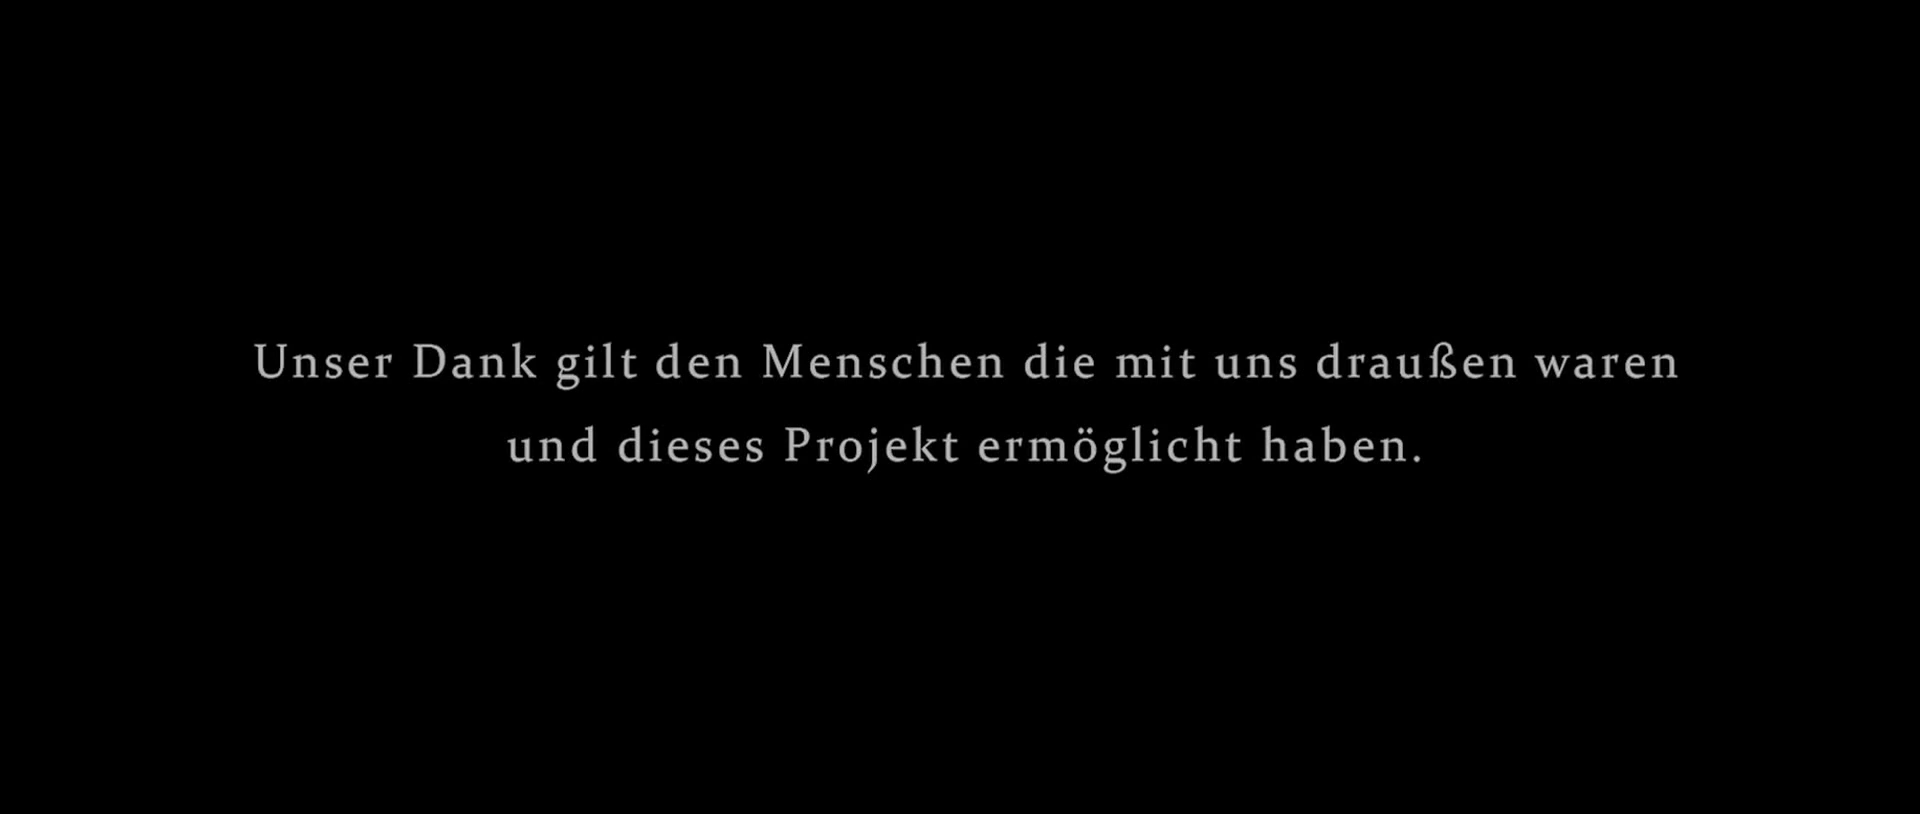 Unser Dank gilt den Menschen die mit uns draußen waren
und dieses Projekt ermöglicht haben.